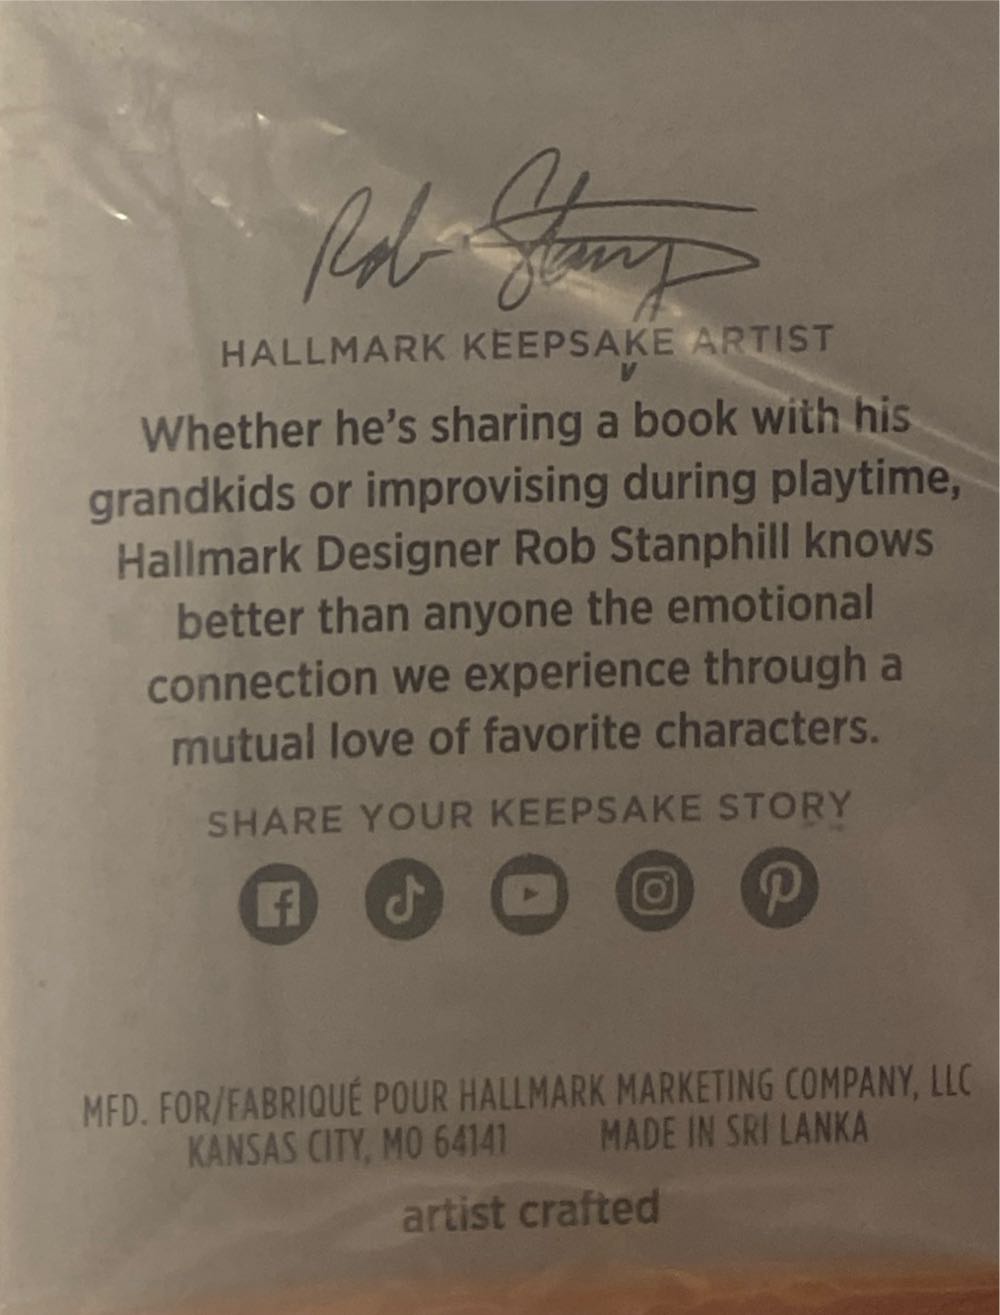 Rob Stanp
HALLMARK KEEPSAKE ARTIST
Whether he's sharing a book with his
grandkids or improvising during playtime,
Hallmark Designer Rob Stanphill knows
better than anyone the emotional
connection we experience through a
mutual love of favorite characters.
SHARE YOUR KEEPSAKE STORY
MFD. FOR/FABRIQUÉ POUR HALLMARK MARKETING COMPANY, LLC
KANSAS CITY, MO 64141 MADE IN SRI LANKA
artist crafted